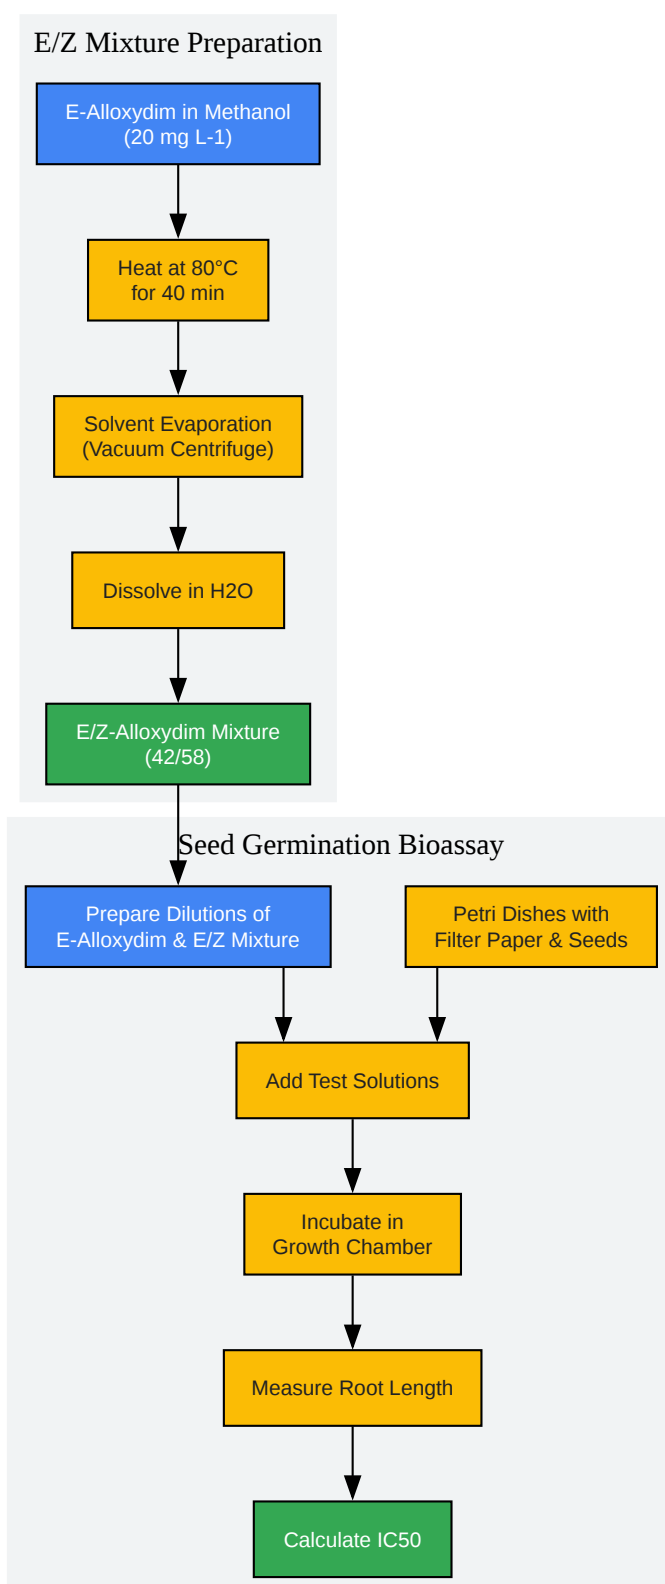 E/Z Mixture Preparation
E-Alloxydim in Methanol
(20 mg L-1)
Heat at 80°C
for 40 min
Solvent Evaporation
(Vacuum Centrifuge)
Dissolve in H2O
E/Z-Alloxydim Mixture
(42/58)
Seed Germination Bioassay
Prepare Dilutions of
E-Alloxydim & E/Z Mixture
Petri Dishes with
Filter Paper & Seeds
Add Test Solutions
Incubate in
Growth Chamber
Measure Root Length
Calculate IC50